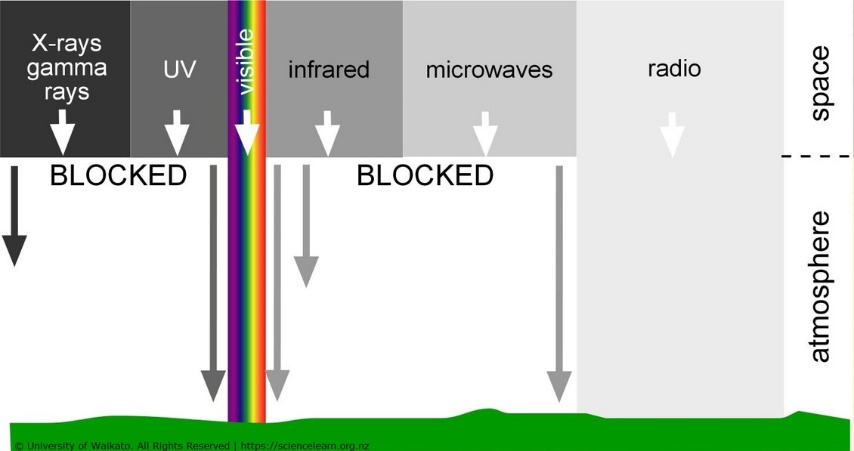 X-rays
gamma
rays
UV
visible
infrared
microwaves
radio
space
BLOCKED
BLOCKED
atmosphere
© University of Waikato. All Rights Reserved | https://sciencelearn.org.nz